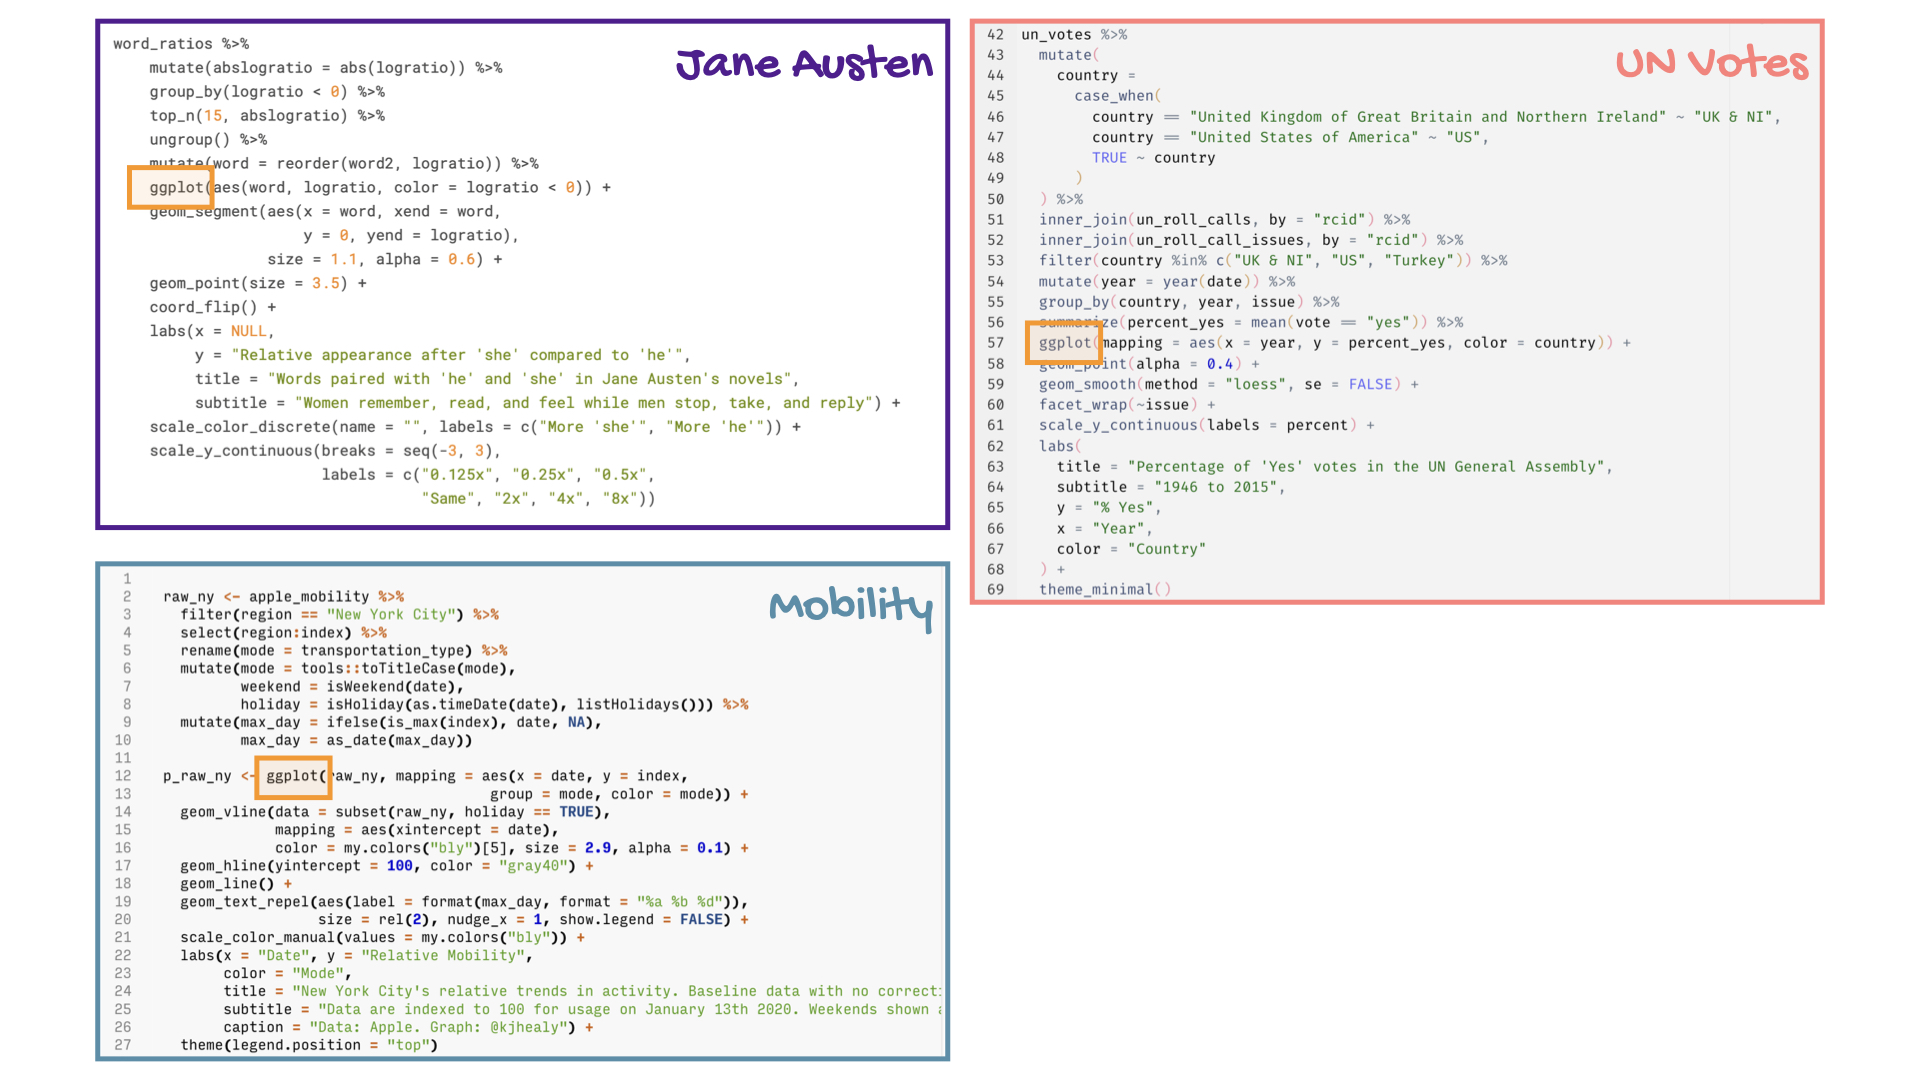 Jane Austen
word_ratios %>%
mutate(abslogratio = abs(logratio)) %>%
group_by(logratio < 0) %>%
top_n(15, abslogratio) %>%
ungroup() %>%
mutate(word = reorder(word2, logratio)) %>%
ggplot(aes(word, logratio, color = logratio < 0)) +
geom_segment(aes(x = word, xend = word,
y = 0, yend = logratio),
size = 1.1, alpha = 0.6) +
geom_point(size = 3.5) +
coord_flip() +
labs(x = NULL,
y = "Relative appearance after 'she' compared to 'he'",
title = "Words paired with 'he' and 'she' in Jane Austen's novels",
subtitle = "Women remember, read, and feel while men stop, take, and reply") +
scale_color_discrete(name = "", labels = c("More 'she'", "More 'he'")) +
scale_y_continuous(breaks = seq(-3, 3),
labels = c("0.125x", "0.25x", "0.5x",
"Same", "2x", "4x", "8x"))
UN Votes
42 un_votes %>%
43 mutate(
44 country =
45 case_when(
46 country == "United Kingdom of Great Britain and Northern Ireland" ~ "UK & NI",
47 country == "United States of America" ~ "US",
48 TRUE ~ country
49 )
50 ) %>%
51 inner_join(un_roll_calls, by = "rcid") %>%
52 inner_join(un_roll_call_issues, by = "rcid") %>%
53 filter(country %in% c("UK & NI", "US", "Turkey")) %>%
54 mutate(year = year(date)) %>%
55 group_by(country, year, issue) %>%
56 summarize(percent_yes = mean(vote == "yes")) %>%
57 ggplot(mapping = aes(x = year, y = percent_yes, color = country)) +
58 geom_point(alpha = 0.4) +
59 geom_smooth(method = "loess", se = FALSE) +
60 facet_wrap(~issue) +
61 scale_y_continuous(labels = percent) +
62 labs(
63 title = "Percentage of 'Yes' votes in the UN General Assembly",
64 subtitle = "1946 to 2015",
65 y = "% Yes",
66 x = "Year",
67 color = "Country"
68 ) +
69 theme_minimal()
Mobility
1
2 raw_ny <- apple_mobility %>%
3 filter(region == "New York City") %>%
4 select(region:index) %>%
5 rename(mode = transportation_type) %>%
6 mutate(mode = tools::toTitleCase(mode),
7 weekend = isWeekend(date),
8 holiday = isHoliday(as.timeDate(date), listHolidays())) %>%
9 mutate(max_day = ifelse(is_max(index), date, NA),
10 max_day = as_date(max_day))
11
12 p_raw_ny <- ggplot(raw_ny, mapping = aes(x = date, y = index,
13 group = mode, color = mode)) +
14 geom_vline(data = subset(raw_ny, holiday == TRUE),
15 mapping = aes(xintercept = date),
16 color = my.colors("bly")[5], size = 2.9, alpha = 0.1) +
17 geom_hline(yintercept = 100, color = "gray40") +
18 geom_line() +
19 geom_text_repel(aes(label = format(max_day, format = "%a %b %d")),
20 size = rel(2), nudge_x = 1, show.legend = FALSE) +
21 scale_color_manual(values = my.colors("bly")) +
22 labs(x = "Date", y = "Relative Mobility",
23 color = "Mode",
24 title = "New York City's relative trends in activity. Baseline data with no correcti
25 subtitle = "Data are indexed to 100 for usage on January 13th 2020. Weekends shown
26 caption = "Data: Apple. Graph: @kjhealy") +
27 theme(legend.position = "top")